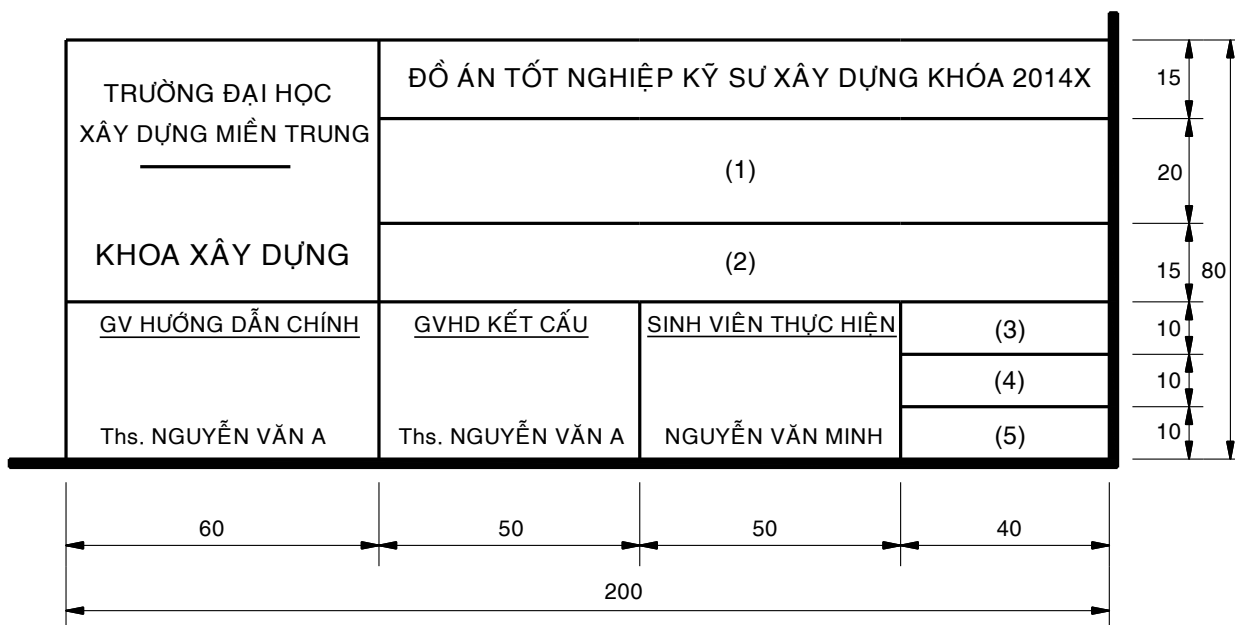 TRƯỜNG ĐẠI HỌC
XÂY DỰNG MIỀN TRUNG
KHOA XÂY DỰNG
ĐỒ ÁN TỐT NGHIỆP KỸ SƯ XÂY DỰNG KHÓA 2014X
(1)
(2)
GV HƯỚNG DẪN CHÍNH
Ths. NGUYỄN VĂN A
GVHD KẾT CẤU
Ths. NGUYỄN VĂN A
SINH VIÊN THỰC HIỆN
NGUYỄN VĂN MINH
(3)
(4)
(5)
15
20
15
10
10
10
80
60
50
50
40
200